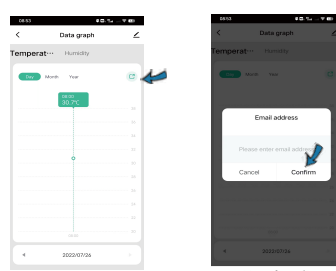 08:53
Data graph
Temperat··· Humidity
Day Month Year
08:00
30.7℃
2022/07/26
08:53
Data graph
Temperat··· Humidity
Day Month Year
Email address
Please enter email address
Cancel Confirm
2022/07/26